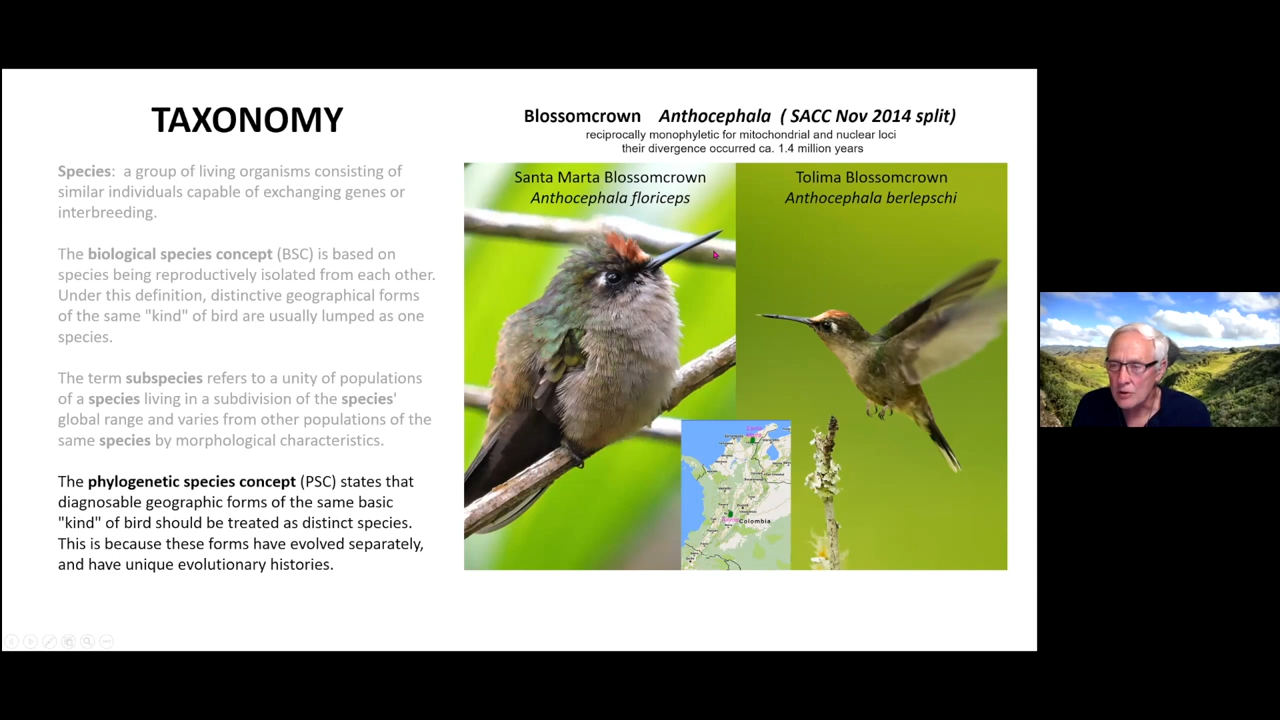 TAXONOMY
Species: a group of living organisms consisting of
similar individuals capable of exchanging genes or
interbreeding.
The biological species concept (BSC) is based on
species being reproductively isolated from each other.
Under this definition, distinctive geographical forms
of the same "kind" of bird are usually lumped as one
species.
The term subspecies refers to a unity of populations
of a species living in a subdivision of the species'
global range and varies from other populations of the
same species by morphological characteristics.
The phylogenetic species concept (PSC) states that
diagnosable geographic forms of the same basic
"kind" of bird should be treated as distinct species.
This is because these forms have evolved separately,
and have unique evolutionary histories.
Blossomcrown Anthocephala ( SACC Nov 2014 split)
reciprocally monophyletic for mitochondrial and nuclear loci
their divergence occurred ca. 1.4 million years
Santa Marta Blossomcrown
Anthocephala floriceps
Tolima Blossomcrown
Anthocephala berlepschi
Colombia